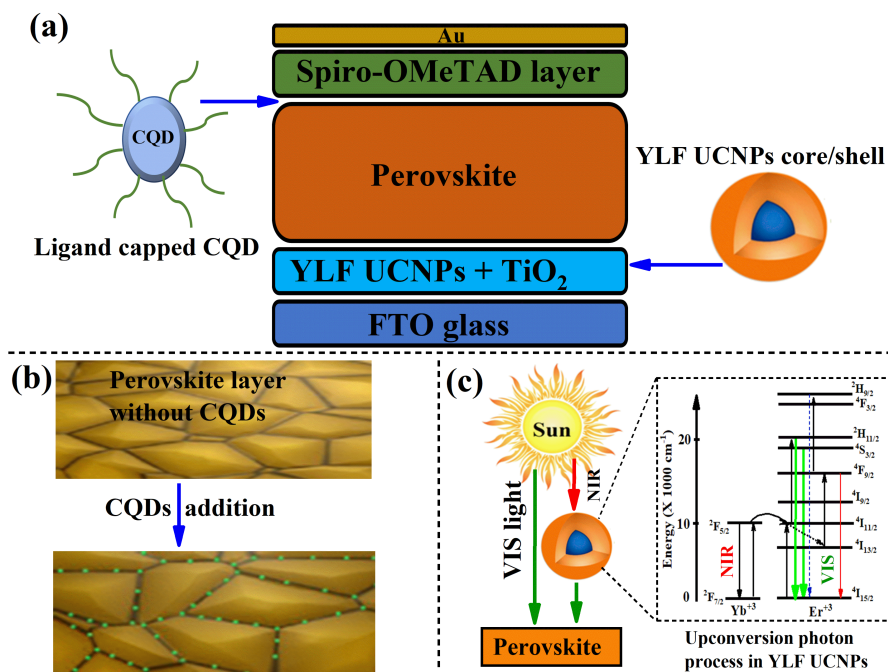 (a)
Au
Spiro-OMeTAD layer
CQD
Perovskite
YLF UCNPs core/shell
Ligand capped CQD
YLF UCNPs + TiO₂
FTO glass
(b)
Perovskite layer
without CQDs
CQDs addition
(c)
Sun
VIS light
NIR
Perovskite
Energy (X 1000 cm⁻¹)
20
10
0
²H₉/₂
⁴F₃/₂
²H₁₁/₂
⁴S₃/₂
⁴F₉/₂
⁴I₉/₂
²F₅/₂
⁴I₁₁/₂
⁴I₁₃/₂
NIR
VIS
²F₇/₂
⁴I₁₅/₂
Yb⁺³
Er⁺³
Upconversion photon
process in YLF UCNPs